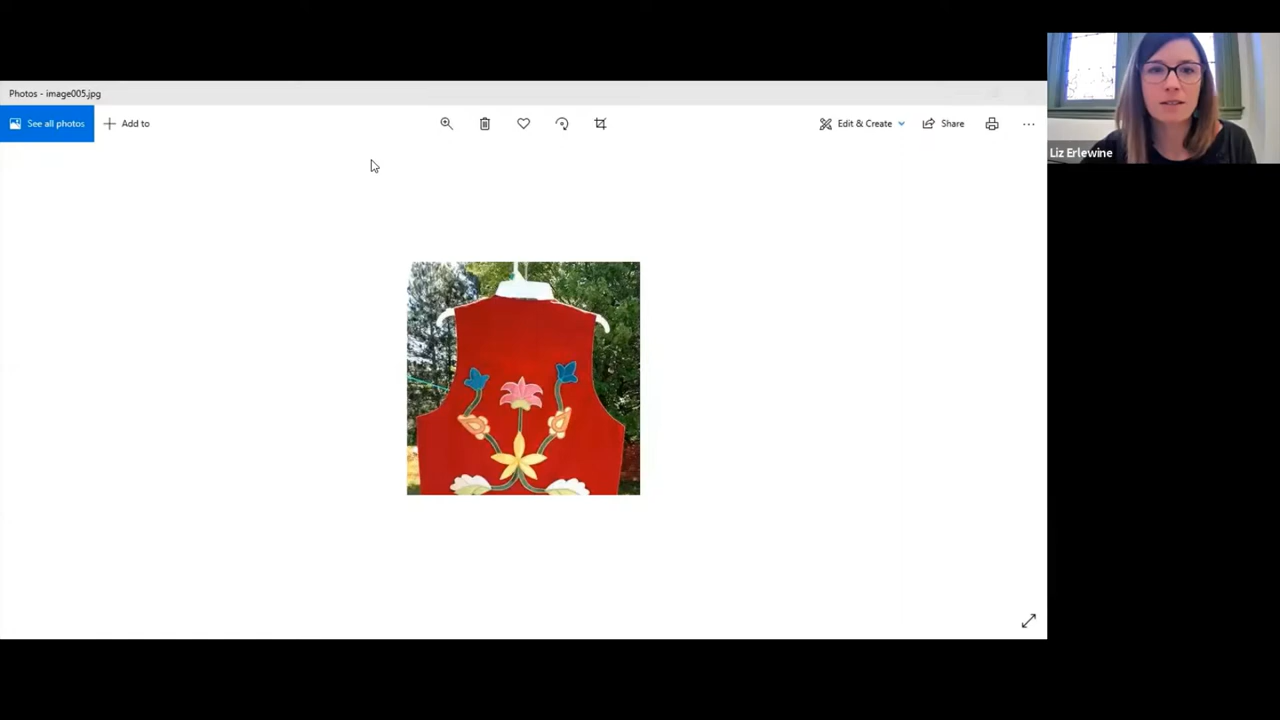 Photos - image005.jpg
See all photos
Add to
Edit & Create
Share
Liz Erlewine